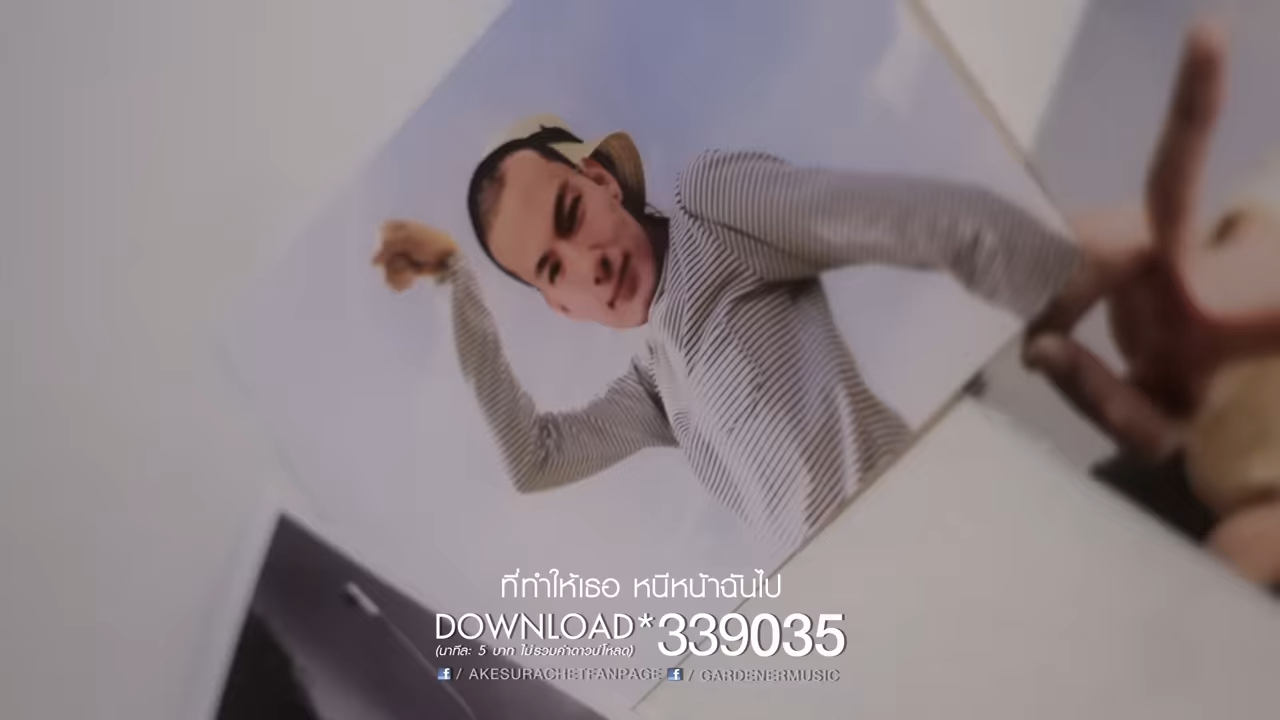 ที่ทำให้เธอ หนีหน้าฉันไป
DOWNLOAD*339035
(นาทีละ 5 บาท ไม่รวมค่าดาวน์โหลด)
f / AKESURACHETFANPAGE f / GARDENERMUSIC